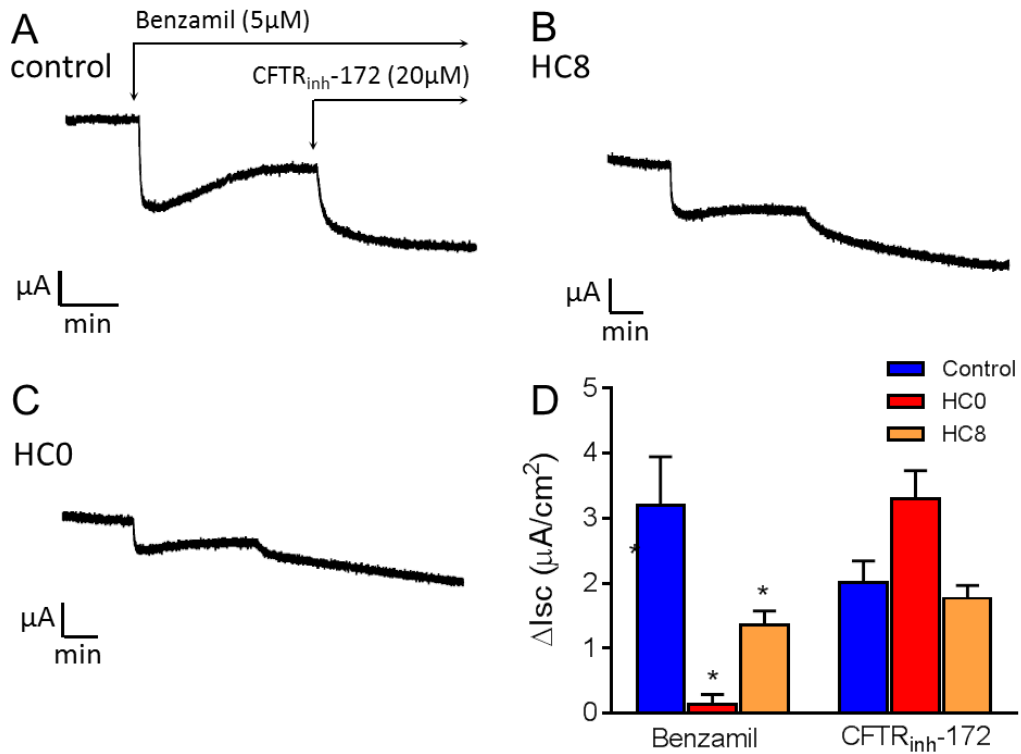 A
control
Benzamil (5µM)
CFTRinh-172 (20µM)
µA
min
B
HC8
µA
min
C
HC0
µA
min
D
Control
HC0
HC8
5
4
3
2
1
0
ΔIsc (µA/cm²)
*
*
*
Benzamil
CFTRinh-172